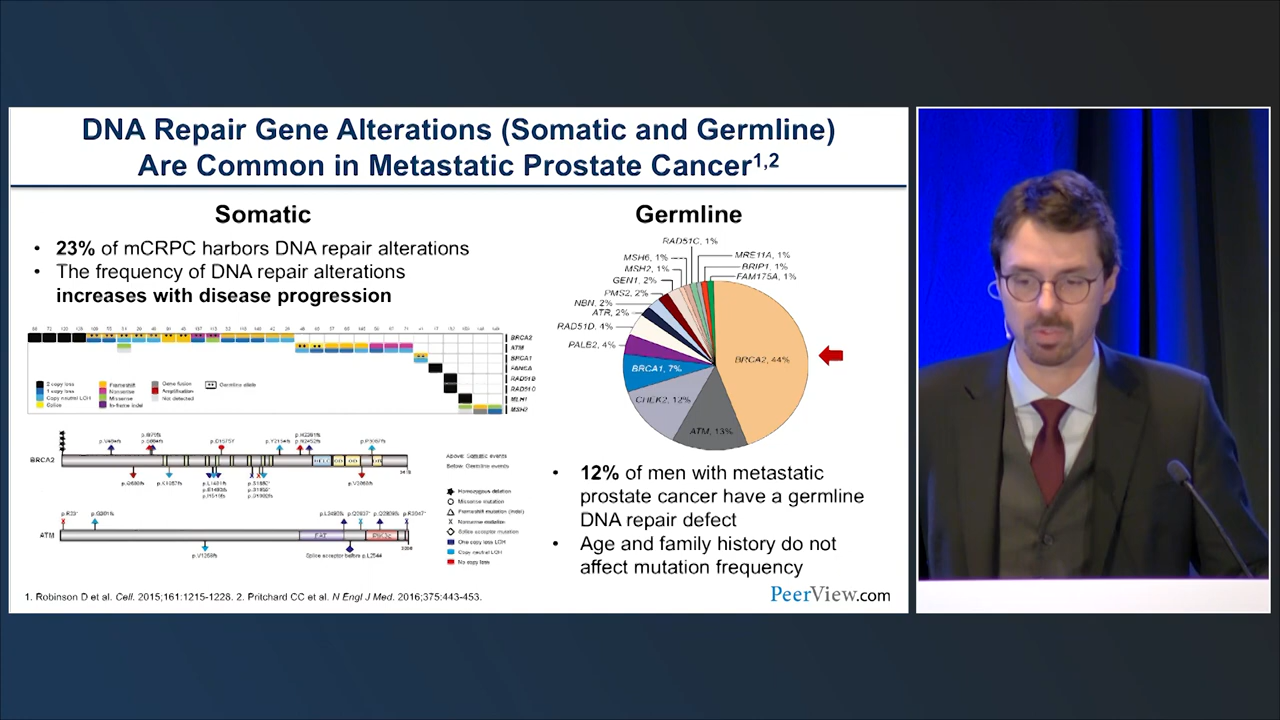 DNA Repair Gene Alterations (Somatic and Germline)
Are Common in Metastatic Prostate Cancer1,2
Somatic
• 23% of mCRPC harbors DNA repair alterations
• The frequency of DNA repair alterations
increases with disease progression
BRCA2
ATM
BRCA1
FANCA
RAD51B
RAD51C
MLH1
MSH2
2 copy loss
1 copy loss
Copy neutral LOH
Splice
Frameshift
Nonsense
Missense
In-frame indel
Gene fusion
Amplification
Not detected
Germline allele
BRCA2
Above: Somatic events
Below: Germline events
Homozygous deletion
Missense mutation
Frameshift mutation (indel)
Nonsense mutation
Splice acceptor mutation
One copy loss LOH
Copy neutral LOH
No copy loss
ATM
FAT
Splice acceptor before p.L2544
Germline
RAD51C, 1%
MSH6, 1%
MSH2, 1%
GEN1, 2%
PMS2, 2%
NBN, 2%
ATR, 2%
RAD51D, 4%
PALB2, 4%
BRCA1, 7%
CHEK2, 12%
ATM, 13%
BRCA2, 44%
MRE11A, 1%
BRIP1, 1%
FAM175A, 1%
• 12% of men with metastatic
prostate cancer have a germline
DNA repair defect
• Age and family history do not
affect mutation frequency
1. Robinson D et al. Cell. 2015;161:1215-1228. 2. Pritchard CC et al. N Engl J Med. 2016;375:443-453.
PeerView.com